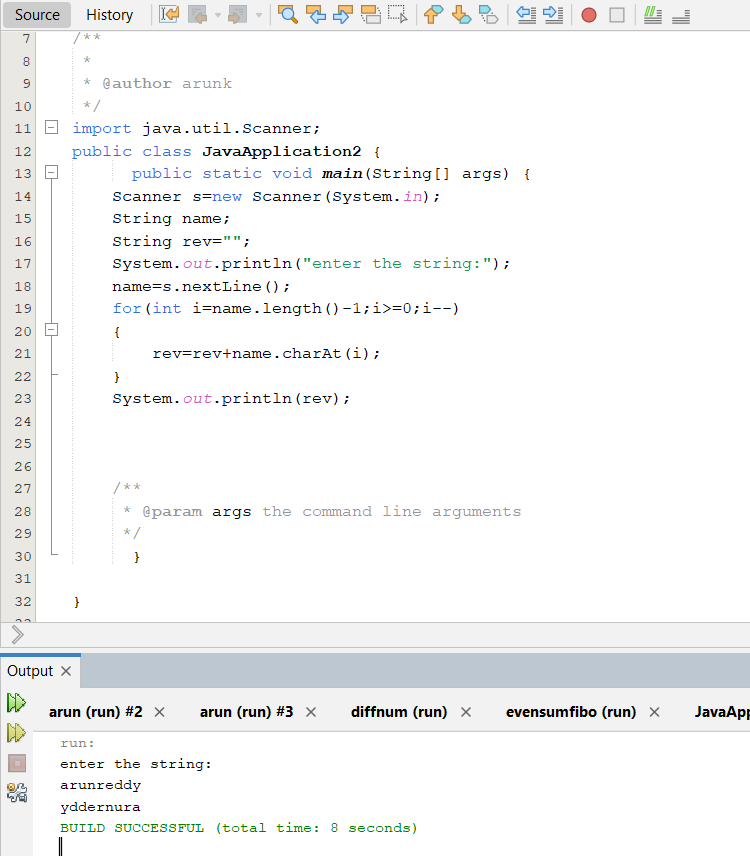 Source History
7 /**
8 *
9 * @author arunk
10 */
11 import java.util.Scanner;
12 public class JavaApplication2 {
13 public static void main(String[] args) {
14 Scanner s=new Scanner(System.in);
15 String name;
16 String rev="";
17 System.out.println("enter the string:");
18 name=s.nextLine();
19 for(int i=name.length()-1;i>=0;i--)
20 {
21 rev=rev+name.charAt(i);
22 }
23 System.out.println(rev);
24
25
26
27 /**
28 * @param args the command line arguments
29 */
30 }
31
32 }
Output
arun (run) #2 arun (run) #3 diffnum (run) evensumfibo (run) JavaApp
run:
enter the string:
arunreddy
yddernura
BUILD SUCCESSFUL (total time: 8 seconds)